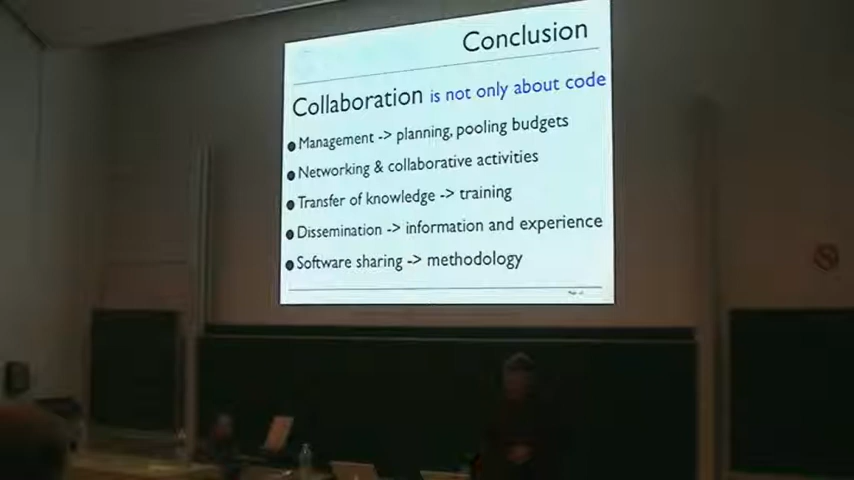 Conclusion
Collaboration is not only about code
Management -> planning, pooling budgets
Networking & collaborative activities
Transfer of knowledge -> training
Dissemination -> information and experience
Software sharing -> methodology